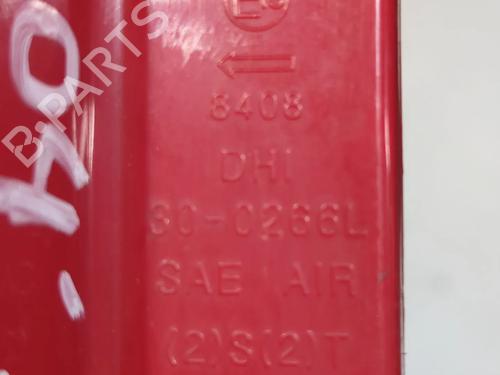 8408
DHI
30-0266L
SAE AIR
(2)S(2)T
B-PARTS